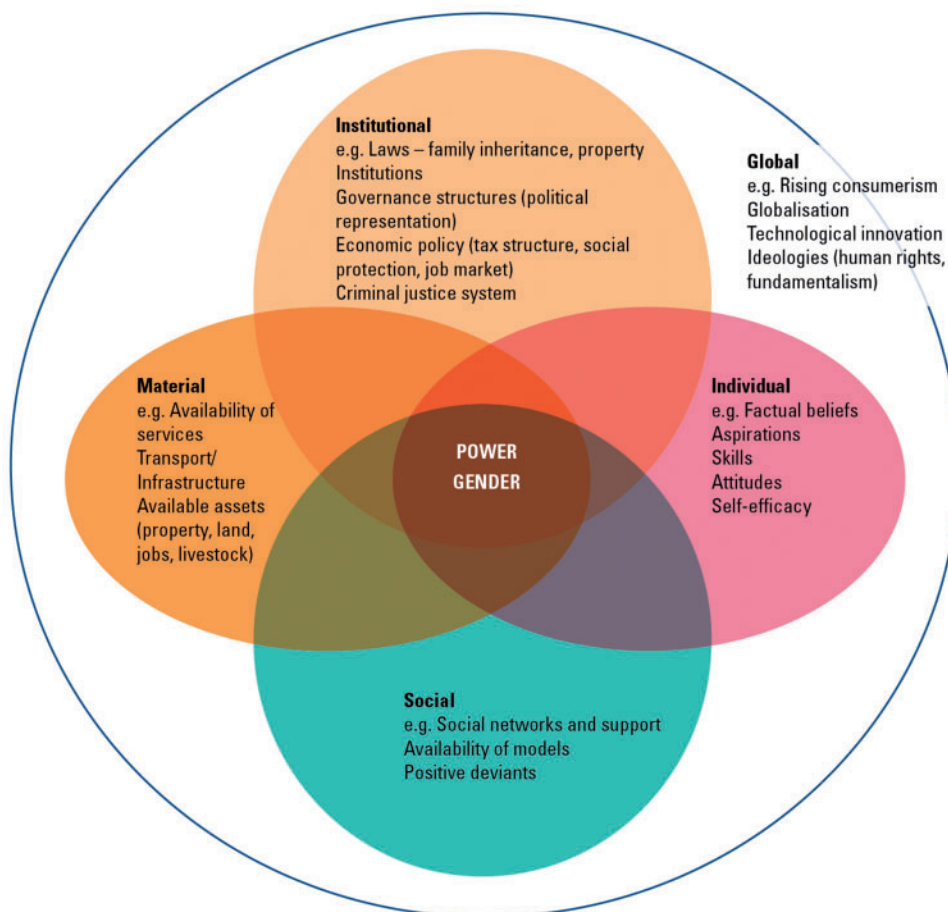 Institutional
e.g. Laws – family inheritance, property
Institutions
Governance structures (political
representation)
Economic policy (tax structure, social
protection, job market)
Criminal justice system
Global
e.g. Rising consumerism
Globalisation
Technological innovation
Ideologies (human rights,
fundamentalism)
Material
e.g. Availability of
services
Transport/
Infrastructure
Available assets
(property, land,
jobs, livestock)
POWER
GENDER
Individual
e.g. Factual beliefs
Aspirations
Skills
Attitudes
Self-efficacy
Social
e.g. Social networks and support
Availability of models
Positive deviants